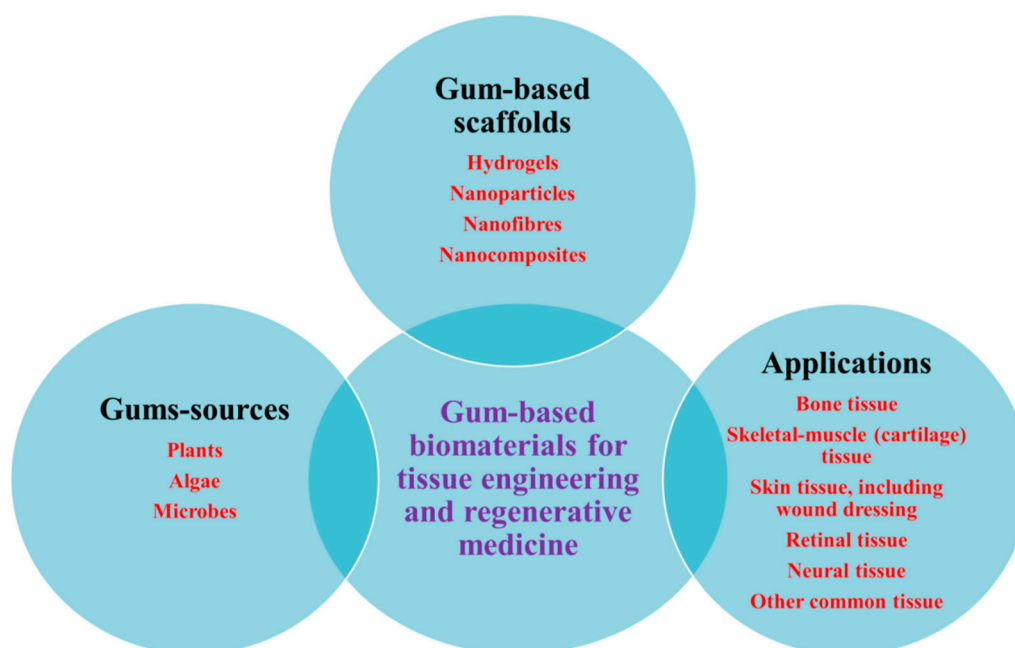 Gum-based
scaffolds
Hydrogels
Nanoparticles
Nanofibres
Nanocomposites
Gums-sources
Plants
Algae
Microbes
Gum-based
biomaterials for
tissue engineering
and regenerative
medicine
Applications
Bone tissue
Skeletal-muscle (cartilage)
tissue
Skin tissue, including
wound dressing
Retinal tissue
Neural tissue
Other common tissue